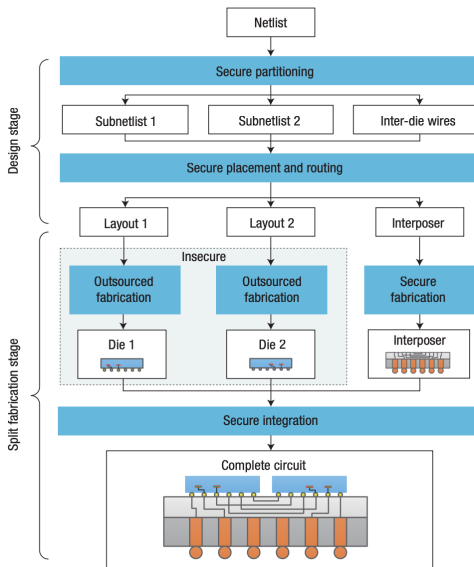 Netlist
Secure partitioning
Subnetlist 1
Subnetlist 2
Inter-die wires
Design stage
Secure placement and routing
Layout 1
Layout 2
Interposer
Insecure
Outsourced
fabrication
Outsourced
fabrication
Secure
fabrication
Split fabrication stage
Die 1
Die 2
Interposer
Secure integration
Complete circuit